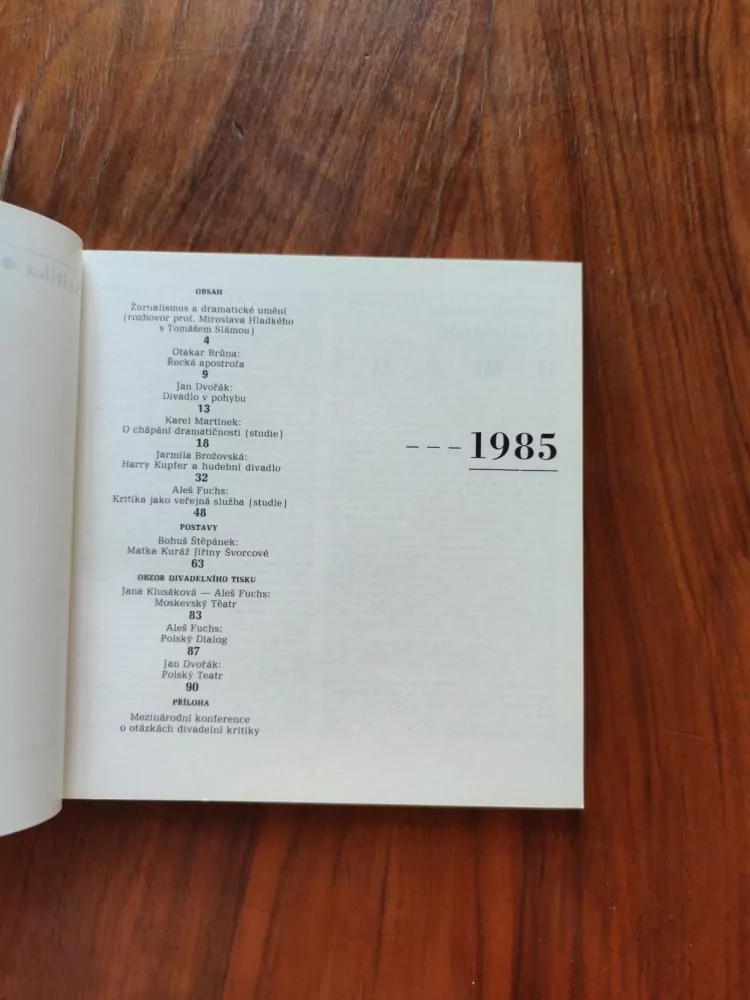 OBSAH
Žurnalismus a dramatické umění
(rozhovor prof. Miroslava Hladkého
s Tomášem Slámou)
4
Otakar Brůna:
Řecká apostrofa
9
Jan Dvořák:
Divadlo v pohybu
13
Karel Martínek:
O chápání dramatičnosti (studie)
18
Jarmila Brožovská:
Harry Kupfer a hudební divadlo
32
Aleš Fuchs:
Kritika jako veřejná služba (studie)
48
POSTAVY
Bohuš Štěpánek:
Matka Kuráž Jiřiny Švorcové
63
OBZOR DIVADELNÍHO TISKU
Jana Klusáková — Aleš Fuchs:
Moskevský Těatr
83
Aleš Fuchs:
Polský Dialog
87
Jan Dvořák:
Polský Teatr
90
PŘÍLOHA
Mezinárodní konference
o otázkách divadelní kritiky
– – – 1985